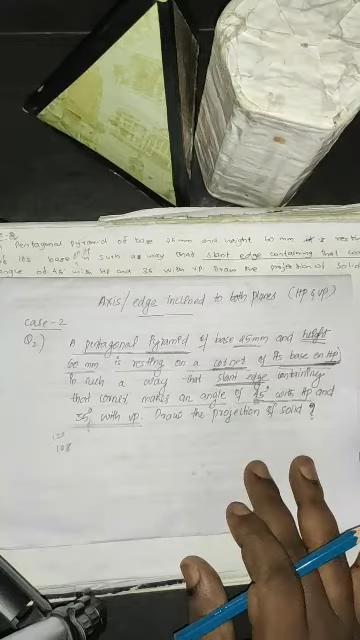 Pentagonal Pyramid of base 25 mm and height 60 mm is resti
of its base in such a way that slant edge containing that co
angle of 45° with HP and 35 with VP. Draw the projection of solid
Axis/edge Inclined to both planes (HP & VP)
Case-2
Q2) A pentagonal pyramid of base 25mm and height
60 mm is resting on a corner of its base on HP
In such a way that slant edge containing
that corner makes an angle of 45° with HP and
35° with VP. Draw the projection of solid?
108